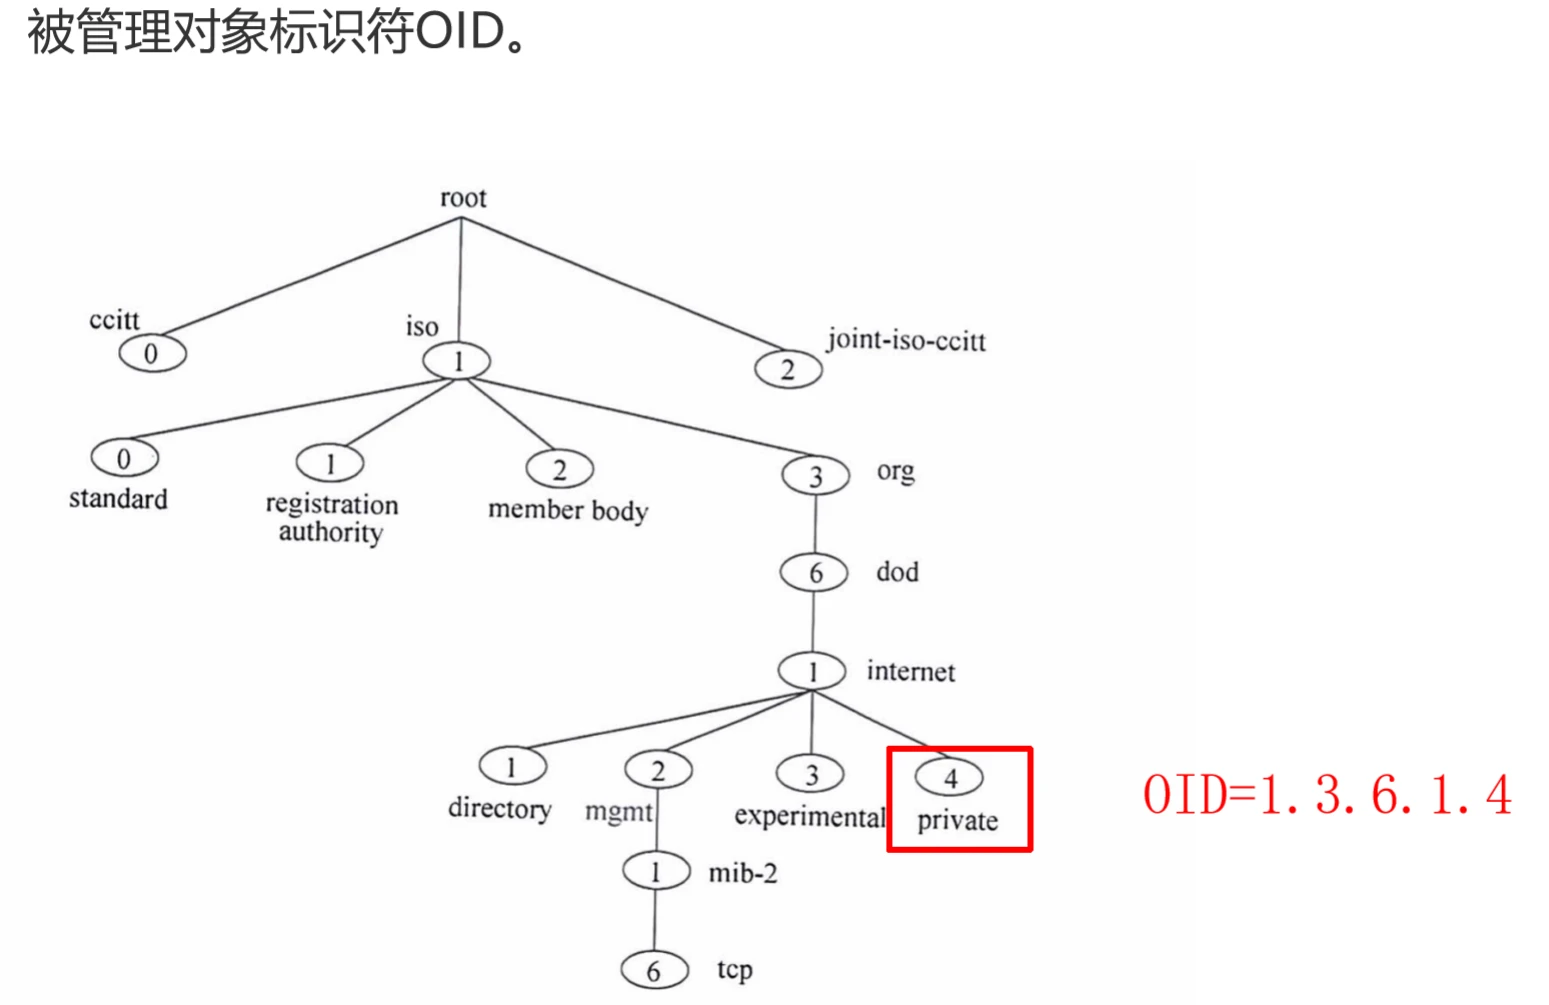 被管理对象标识符OID。
root
ccitt
iso
joint-iso-ccitt
0
1
2
0
1
2
3
org
standard
registration
authority
member body
6
dod
1
internet
1
2
3
4
directory
mgmt
experimental
private
OID=1.3.6.1.4
1
mib-2
6
tcp